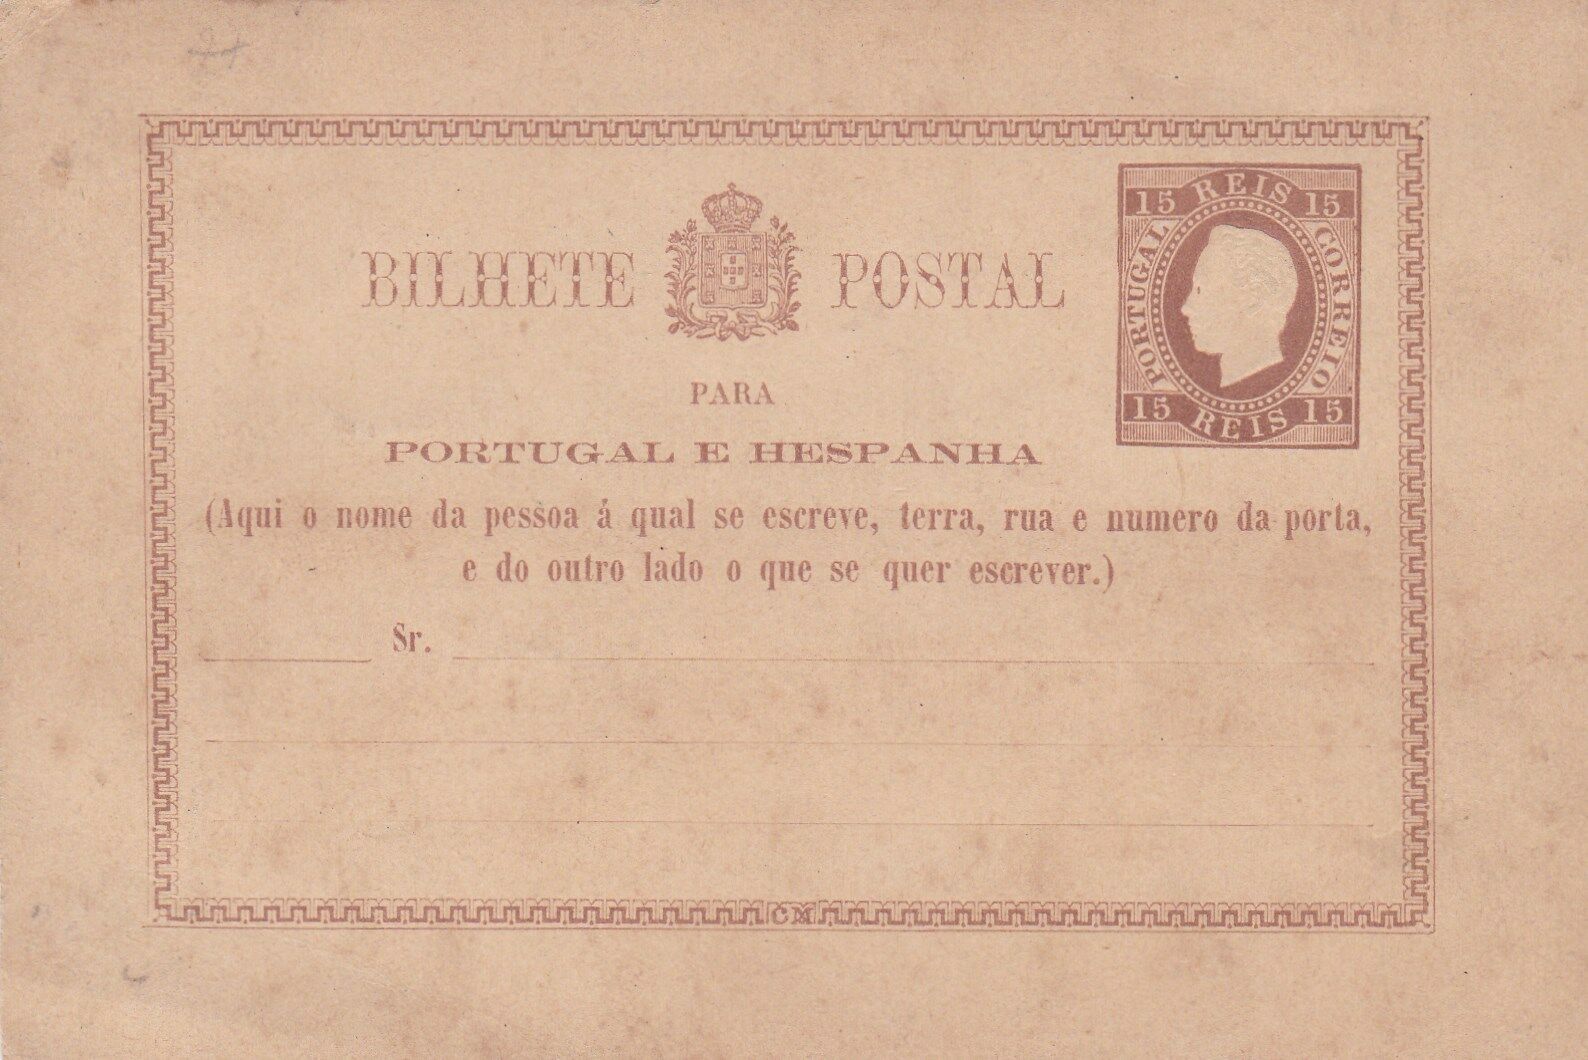 BILHETE POSTAL
PARA
PORTUGAL E HESPANHA
(Aqui o nome da pessoa á qual se escreve, terra, rua e numero da porta,
e do outro lado o que se quer escrever.)
Sr.
15 REIS 15
PORTUGAL CORREIO
15 REIS 15
CM